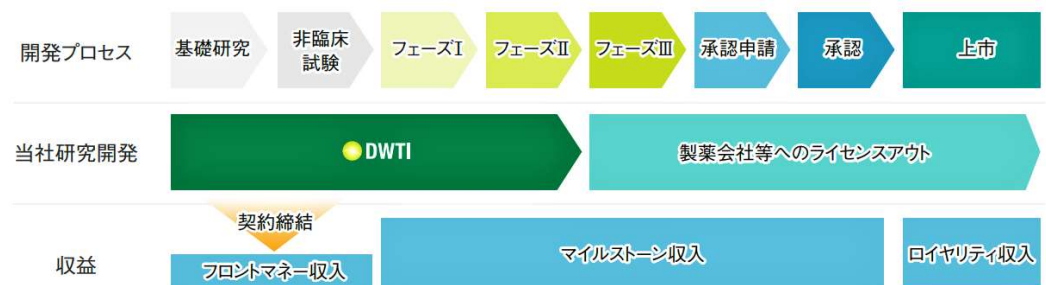 開発プロセス
基礎研究
非臨床
試験
フェーズⅠ
フェーズⅡ
フェーズⅢ
承認申請
承認
上市
当社研究開発
DWTI
製薬会社等へのライセンスアウト
契約締結
収益
フロントマネー収入
マイルストーン収入
ロイヤリティ収入